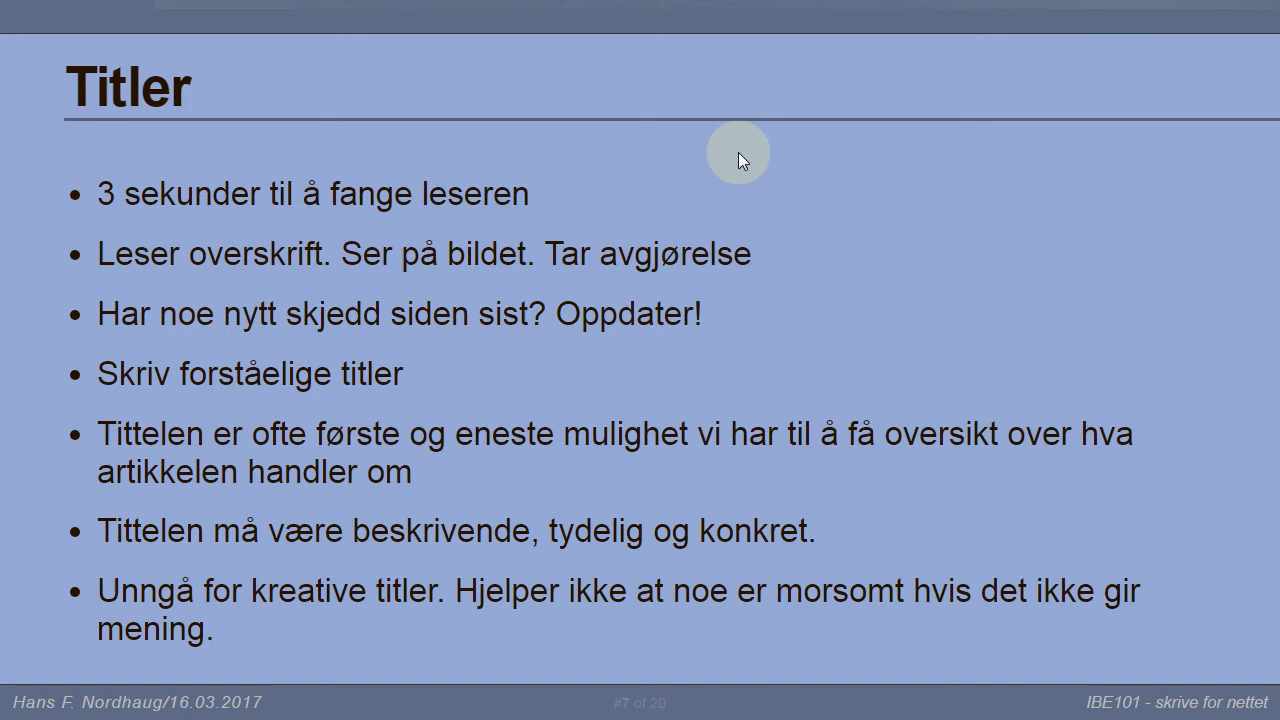 Titler
• 3 sekunder til å fange leseren
• Leser overskrift. Ser på bildet. Tar avgjørelse
• Har noe nytt skjedd siden sist? Oppdater!
• Skriv forståelige titler
• Tittelen er ofte første og eneste mulighet vi har til å få oversikt over hva
artikkelen handler om
• Tittelen må være beskrivende, tydelig og konkret.
• Unngå for kreative titler. Hjelper ikke at noe er morsomt hvis det ikke gir
mening.
Hans F. Nordhaug/16.03.2017
#7 of 20
IBE101 - skrive for nettet